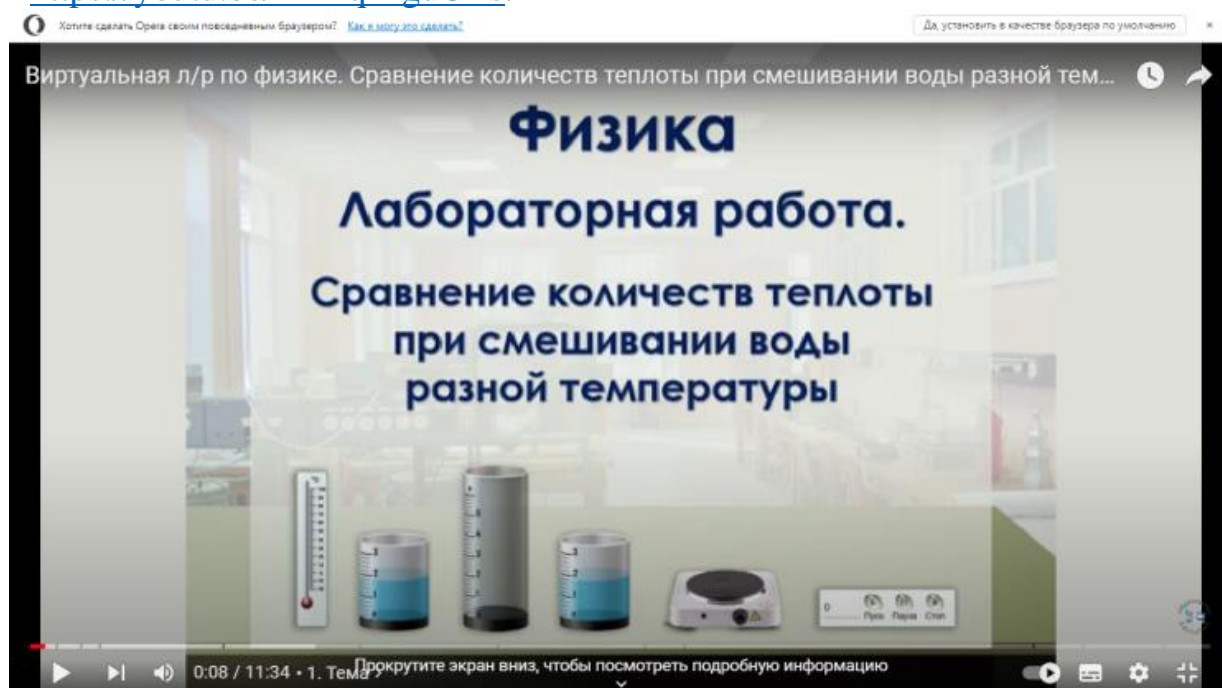 Хотите сделать Opera своим повседневным браузером? Как я могу это сделать?
Да, установить в качестве браузера по умолчанию
Виртуальная л/р по физике. Сравнение количеств теплоты при смешивании воды разной тем...
Физика
Лабораторная работа.
Сравнение количеств теплоты
при смешивании воды
разной температуры
0 Пуск Пауза Стоп
0:08 / 11:34 • 1. Тема
Прокрутите экран вниз, чтобы посмотреть подробную информацию